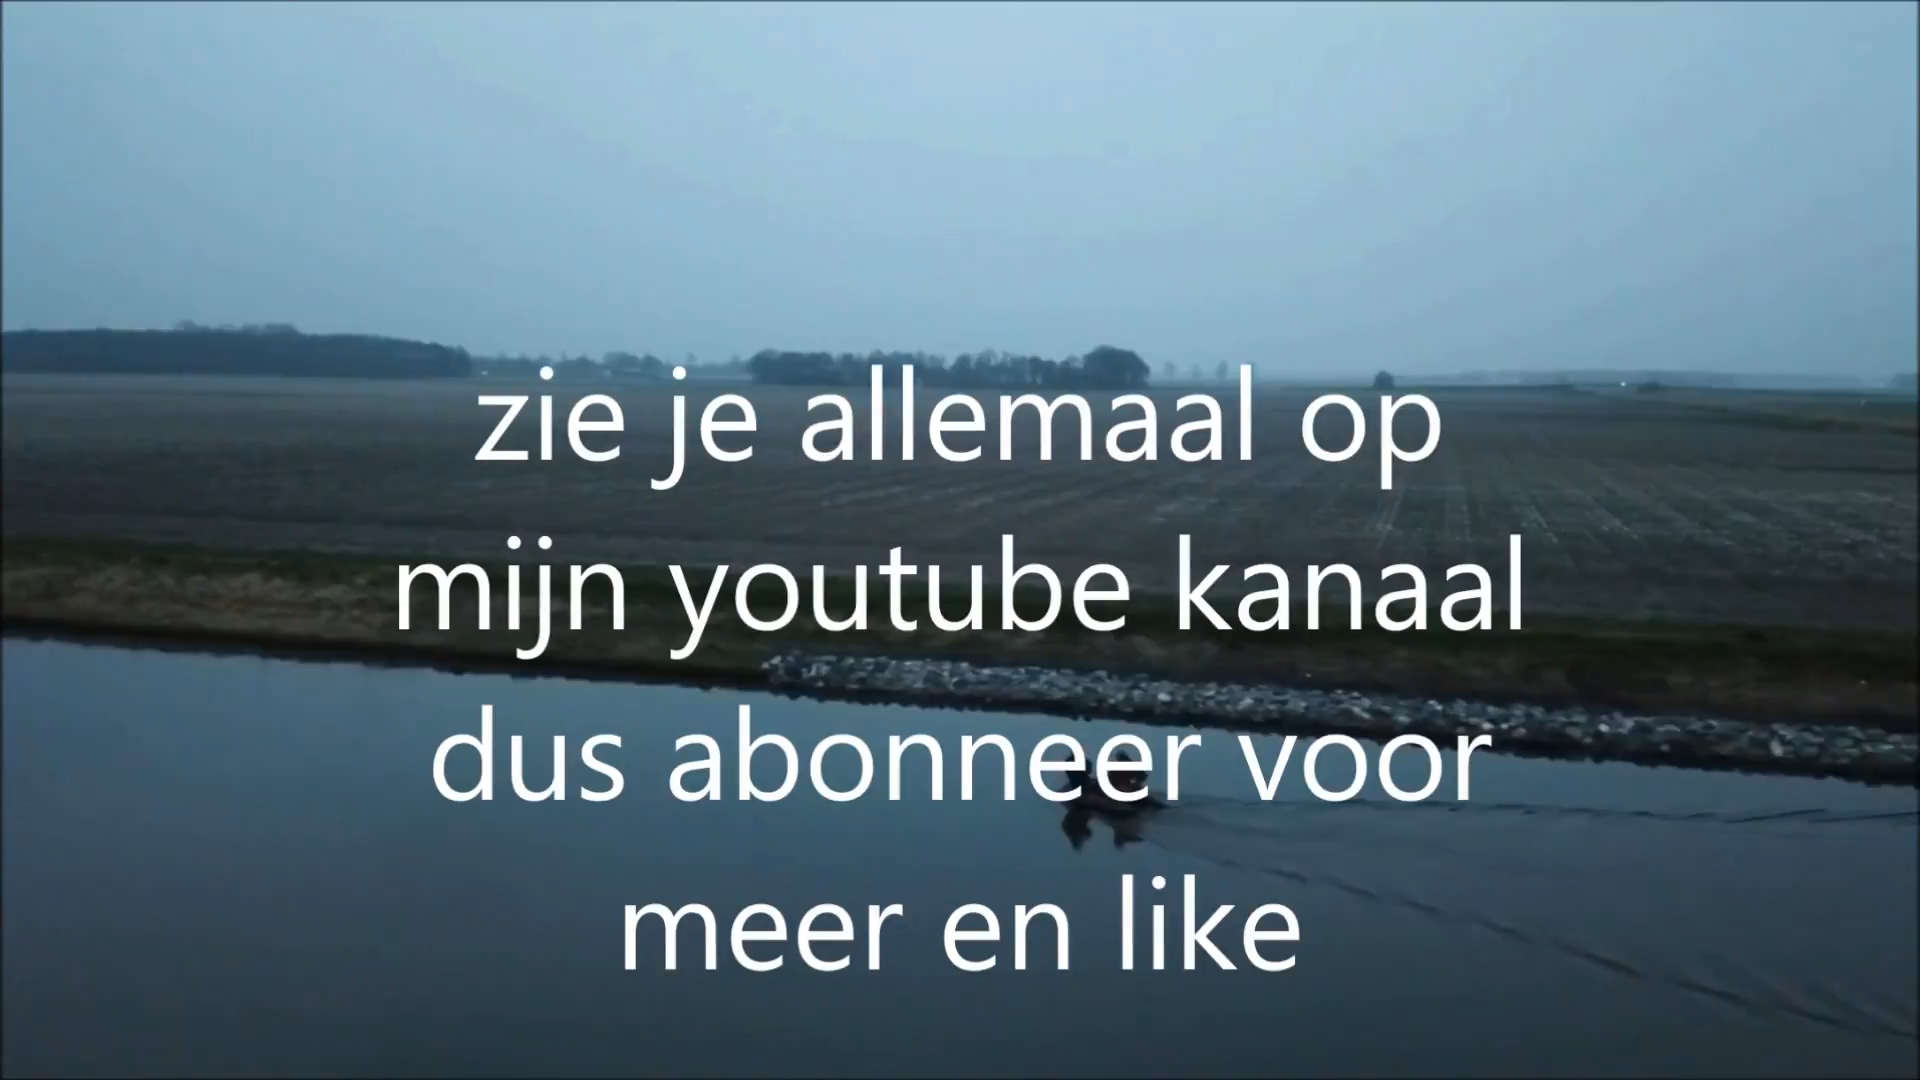 zie je allemaal op
mijn youtube kanaal
dus abonneer voor
meer en like